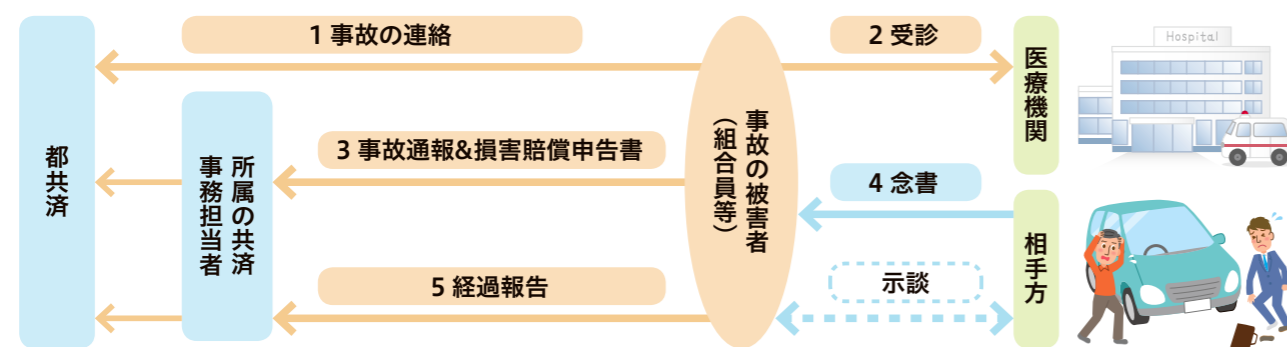 1 事故の連絡
2 受診
Hospital
医療機関
都共済
所属の共済
事務担当者
3 事故通報&損害賠償申告書
事故の被害者
（組合員等）
4 念書
相手方
5 経過報告
示談